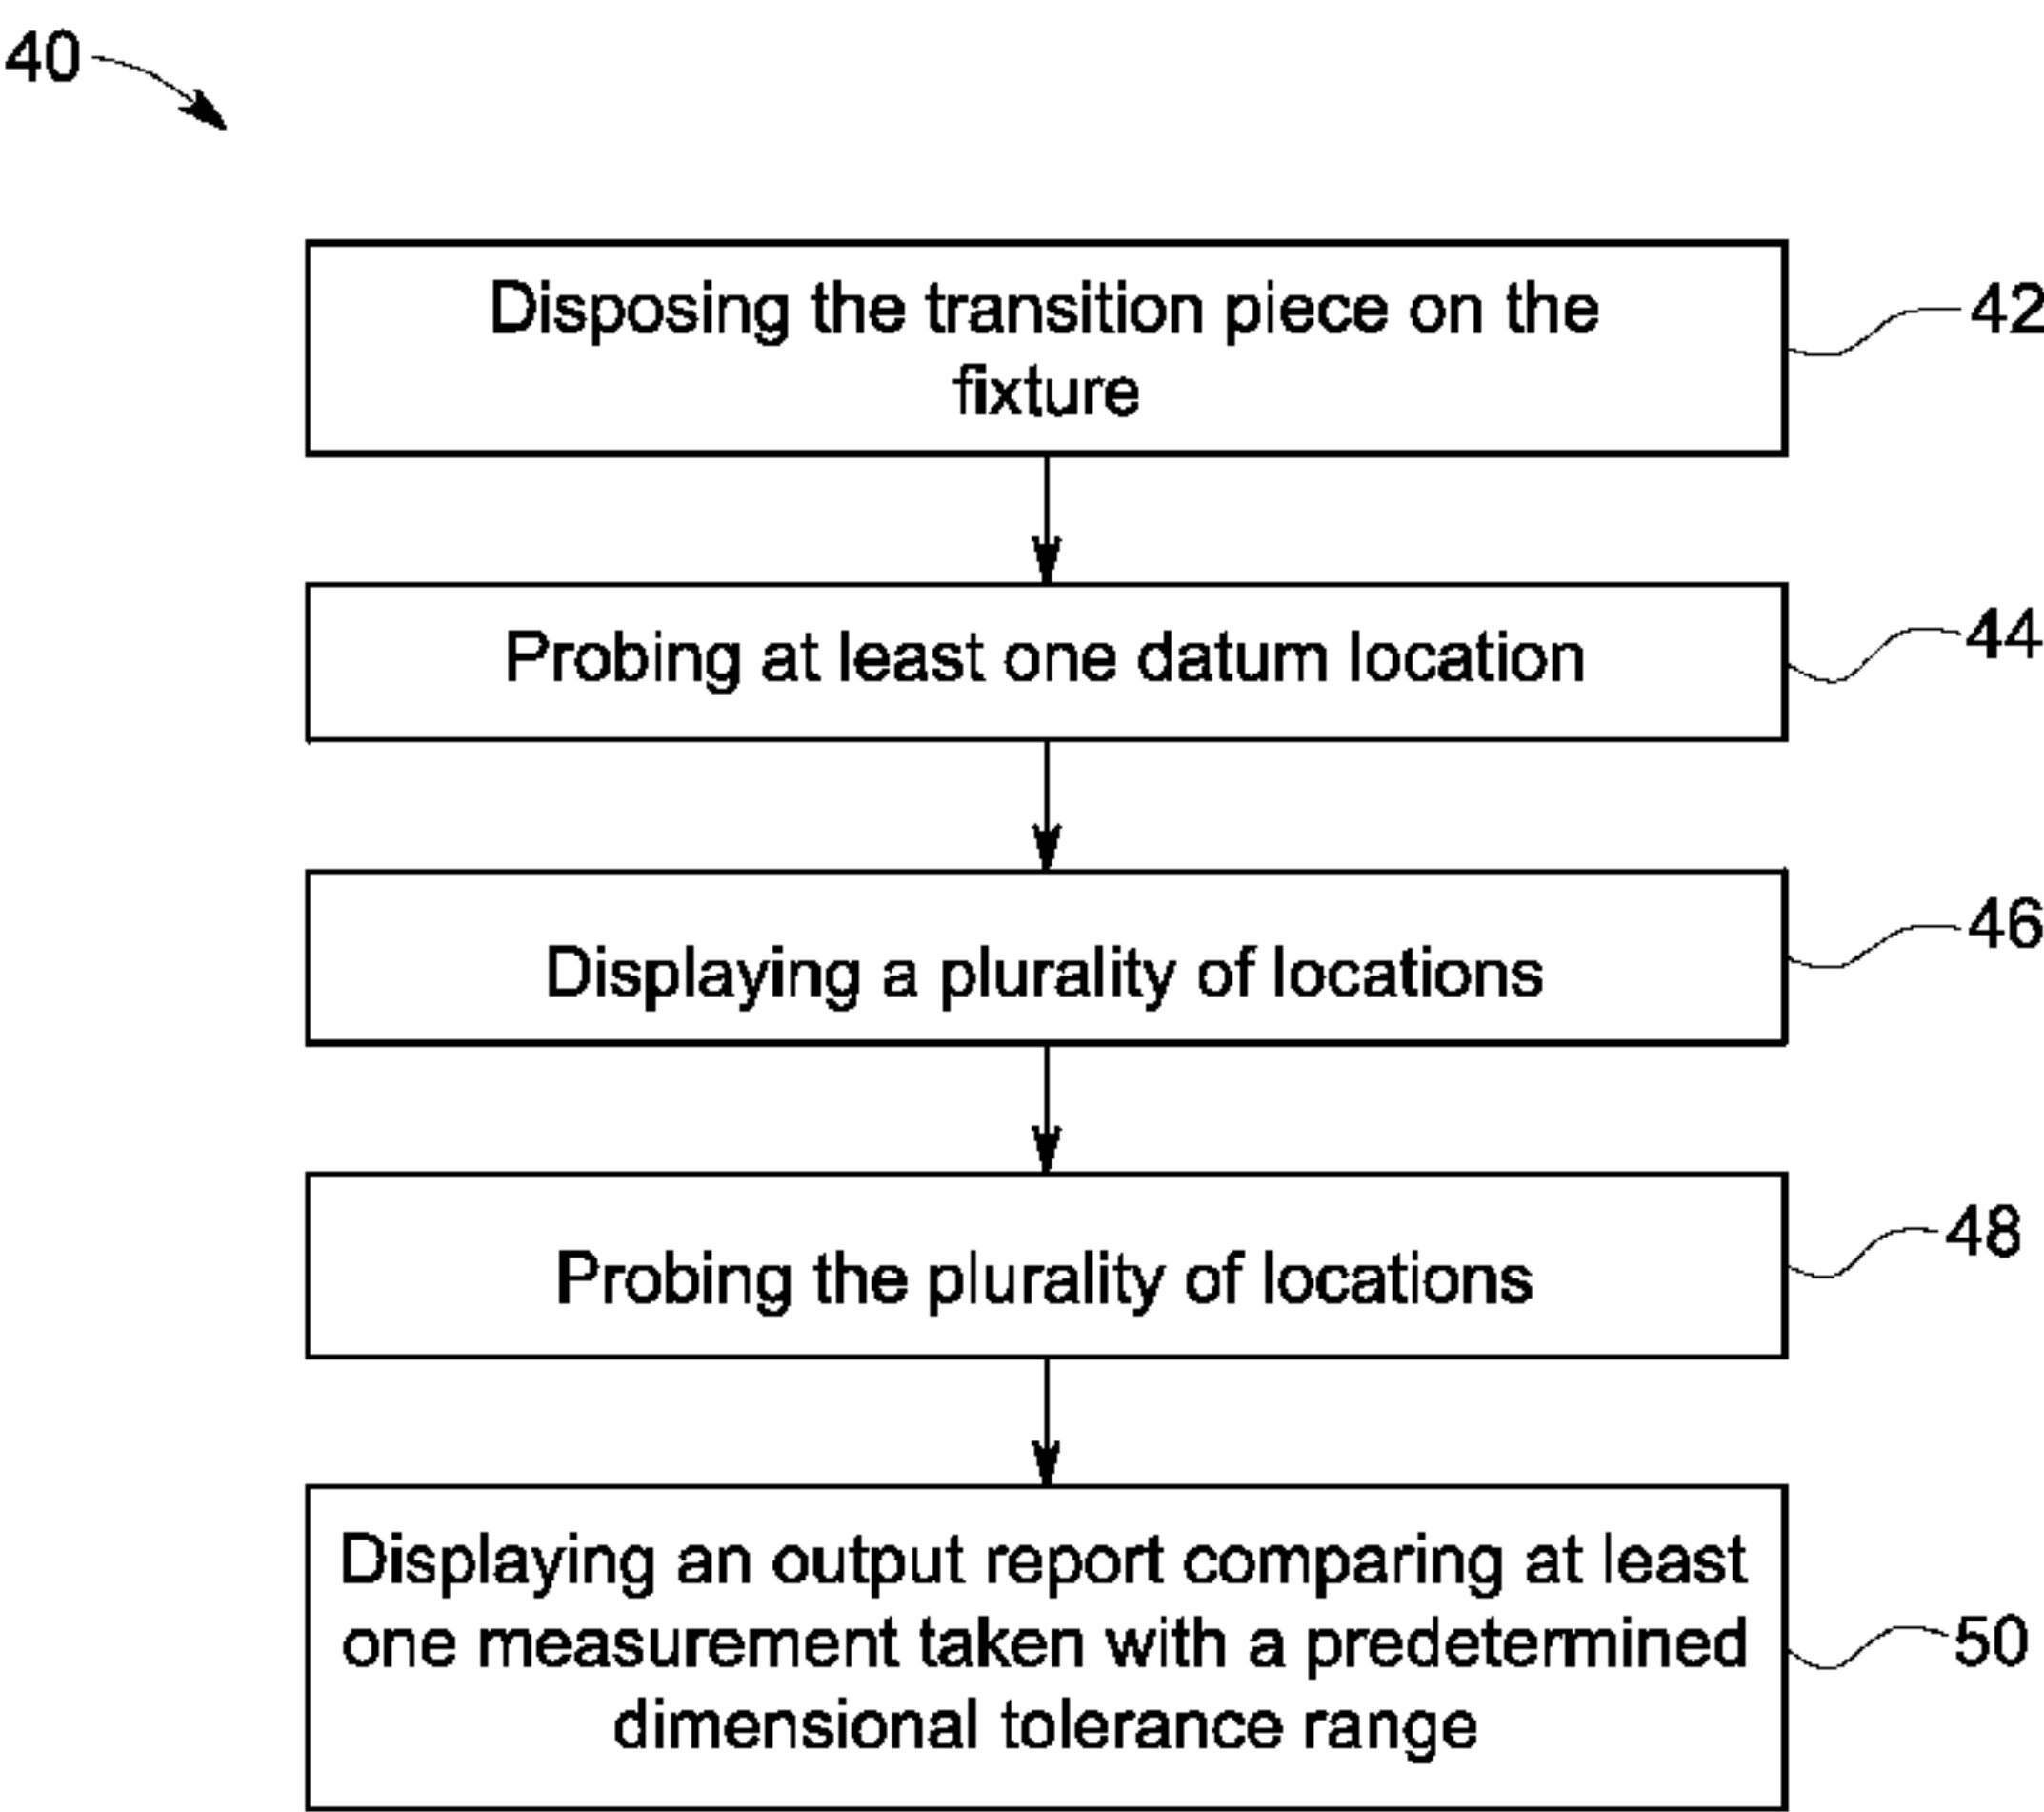 40
Disposing the transition piece on the
fixture
42
Probing at least one datum location
44
Displaying a plurality of locations
46
Probing the plurality of locations
48
Displaying an output report comparing at least
one measurement taken with a predetermined
dimensional tolerance range
50